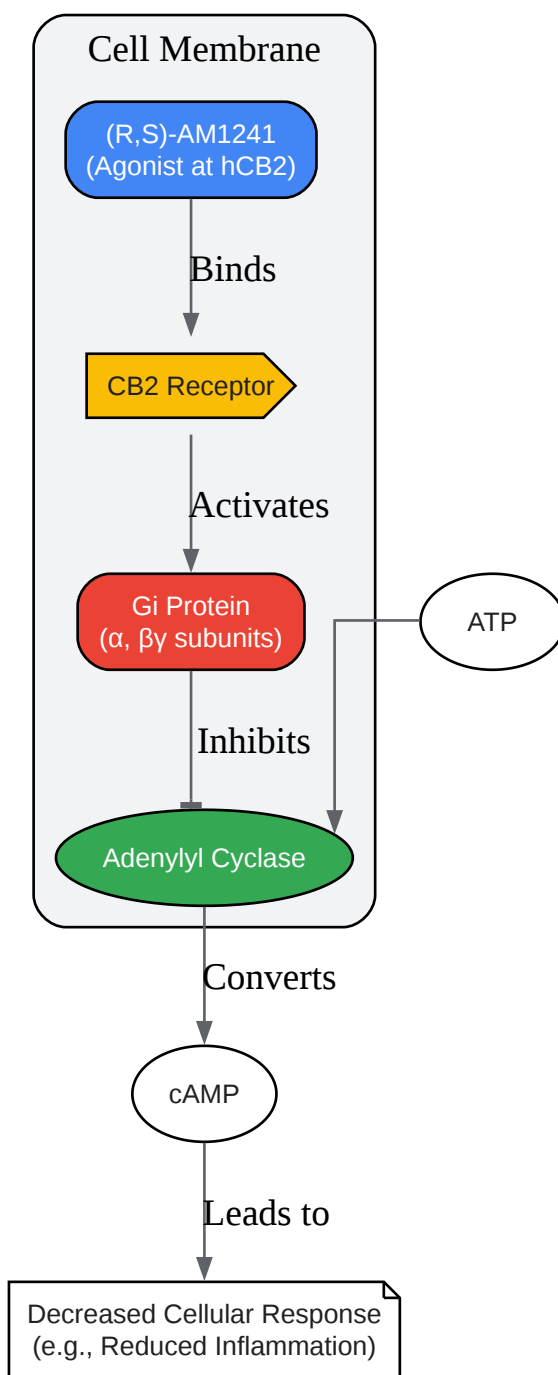 Cell Membrane
(R,S)-AM1241
(Agonist at hCB2)
Binds
CB2 Receptor
Activates
Gi Protein
(α, βγ subunits)
ATP
Inhibits
Adenylyl Cyclase
Converts
cAMP
Leads to
Decreased Cellular Response
(e.g., Reduced Inflammation)